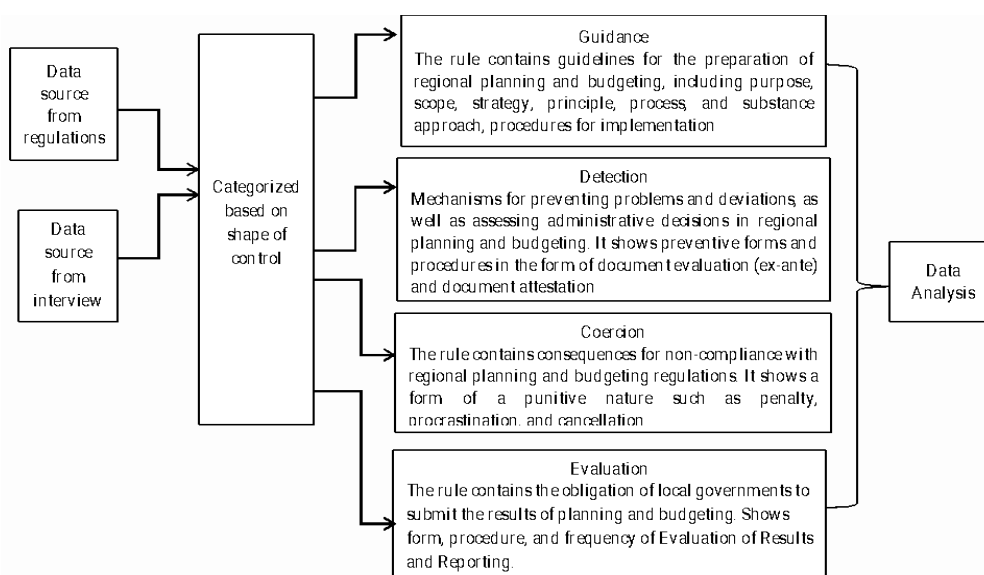 Data
source
from
regulations
Data
source
from
interview
Categorized
based on
shape of
control
Guidance
The rule contains guidelines for the preparation of
regional planning and budgeting, including purpose,
scope, strategy, principle, process, and substance
approach, procedures for implementation
Detection
Mechanisms for preventing problems and deviations, as
well as assessing administrative decisions in regional
planning and budgeting. It shows preventive forms and
procedures in the form of document evaluation (ex-ante)
and document attestation
Coercion
The rule contains consequences for non-compliance with
regional planning and budgeting regulations. It shows a
form of a punitive nature such as penalty,
procrastination, and cancellation
Evaluation
The rule contains the obligation of local governments to
submit the results of planning and budgeting. Shows
form, procedure, and frequency of Evaluation of Results
and Reporting.
Data
Analysis